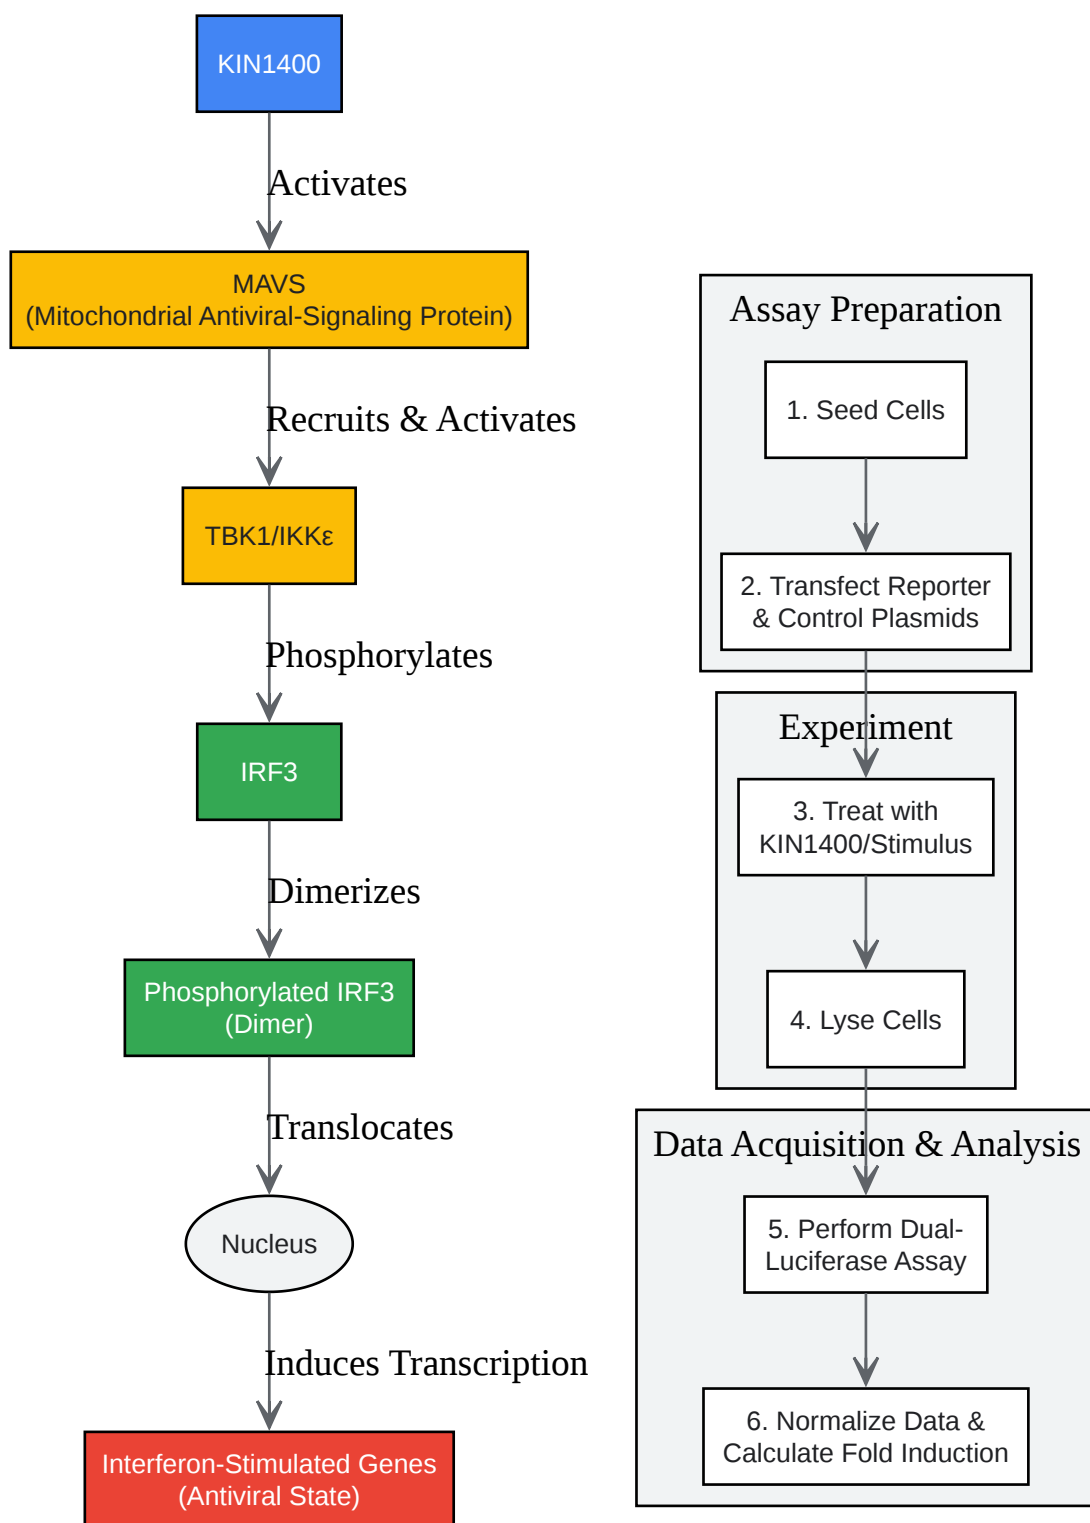 KIN1400
Activates
MAVS
(Mitochondrial Antiviral-Signaling Protein)
Recruits & Activates
TBK1/IKKε
Phosphorylates
IRF3
Dimerizes
Phosphorylated IRF3
(Dimer)
Translocates
Nucleus
Induces Transcription
Interferon-Stimulated Genes
(Antiviral State)
Assay Preparation
1. Seed Cells
2. Transfect Reporter
& Control Plasmids
Experiment
3. Treat with
KIN1400/Stimulus
4. Lyse Cells
Data Acquisition & Analysis
5. Perform Dual-
Luciferase Assay
6. Normalize Data &
Calculate Fold Induction